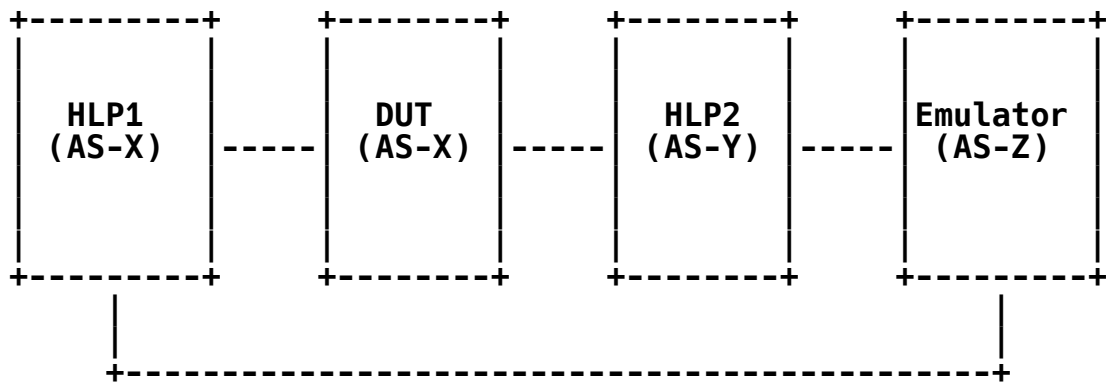 HLP1 DUT HLP2 Emulator
(AS-X) ----- (AS-X) ----- (AS-Y) ----- (AS-Z)